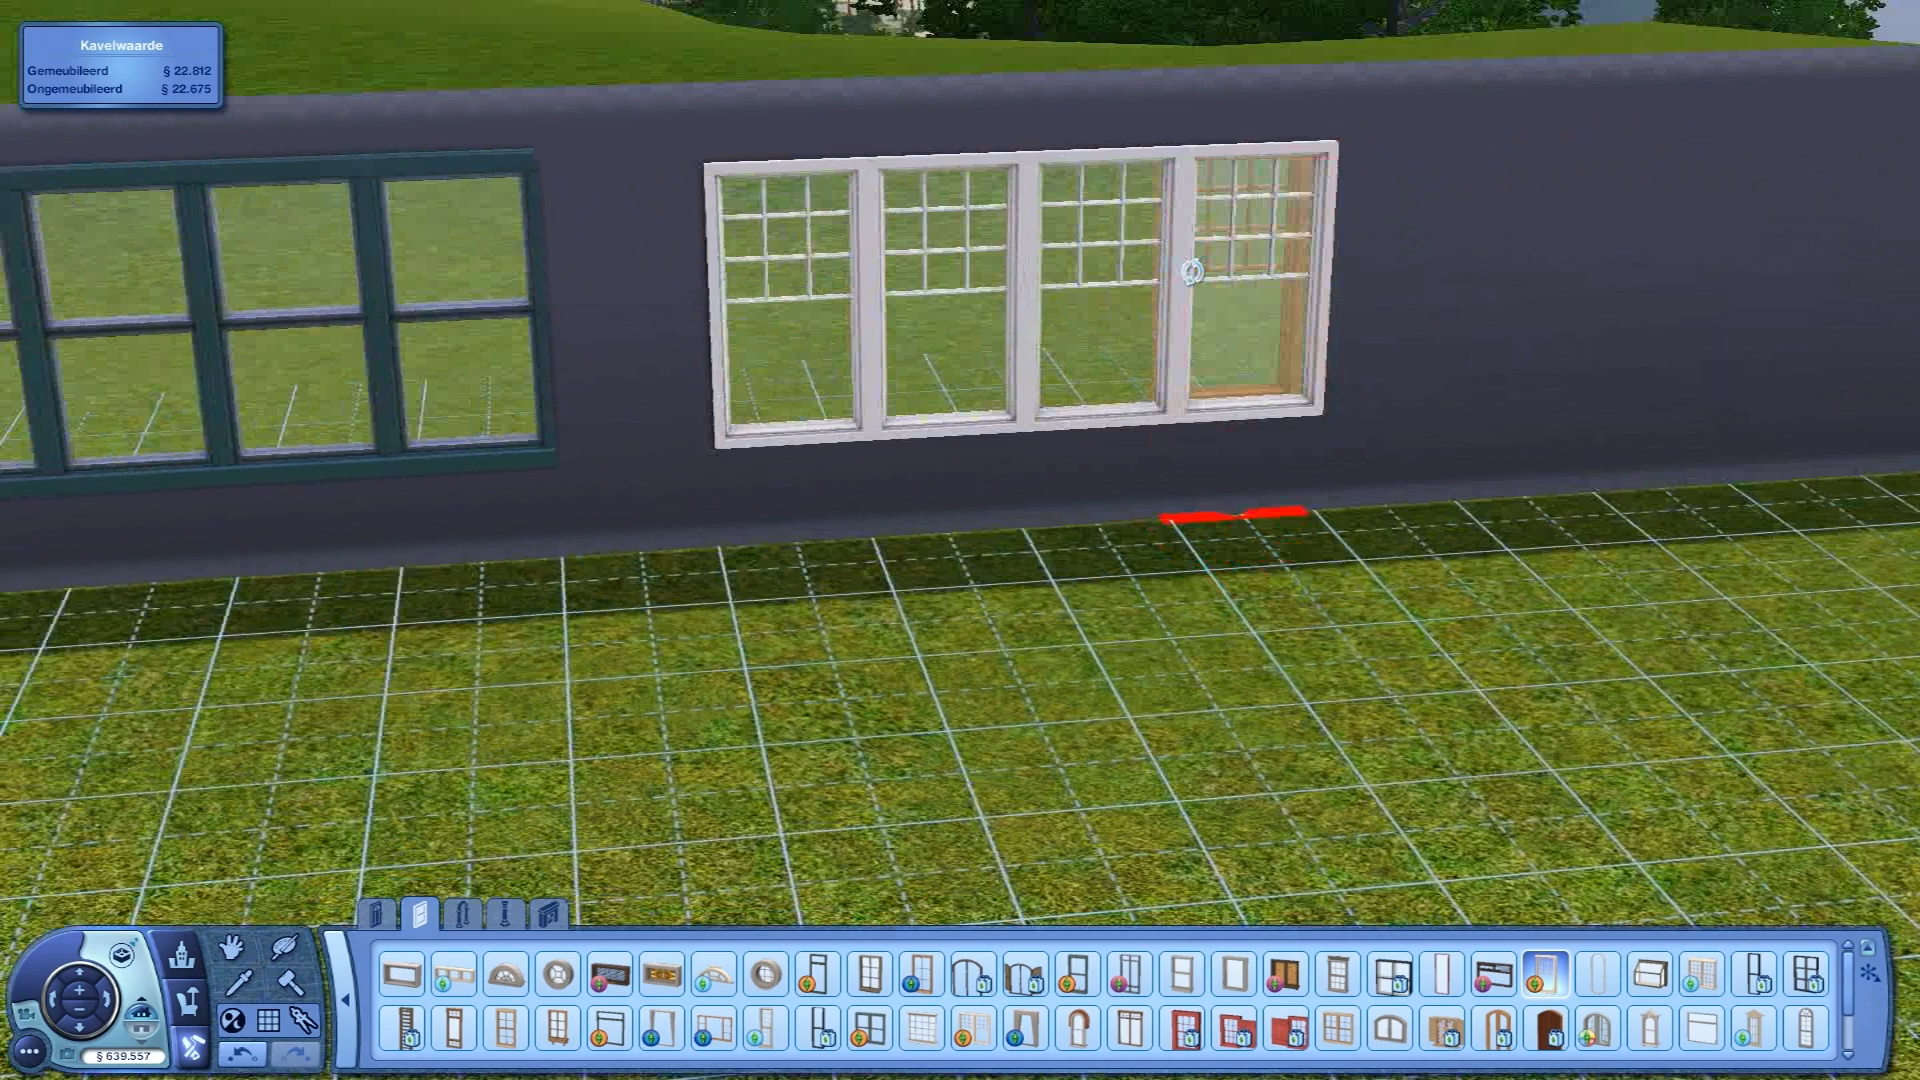 Kavelwaarde
Gemeubileerd § 22.812
Ongemeubileerd § 22.675
§ 639.557